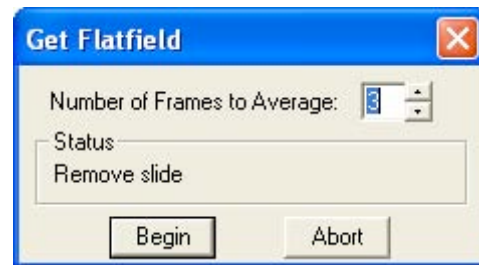 Get Flatfield
Number of Frames to Average: 3
Status
Remove slide
Begin Abort